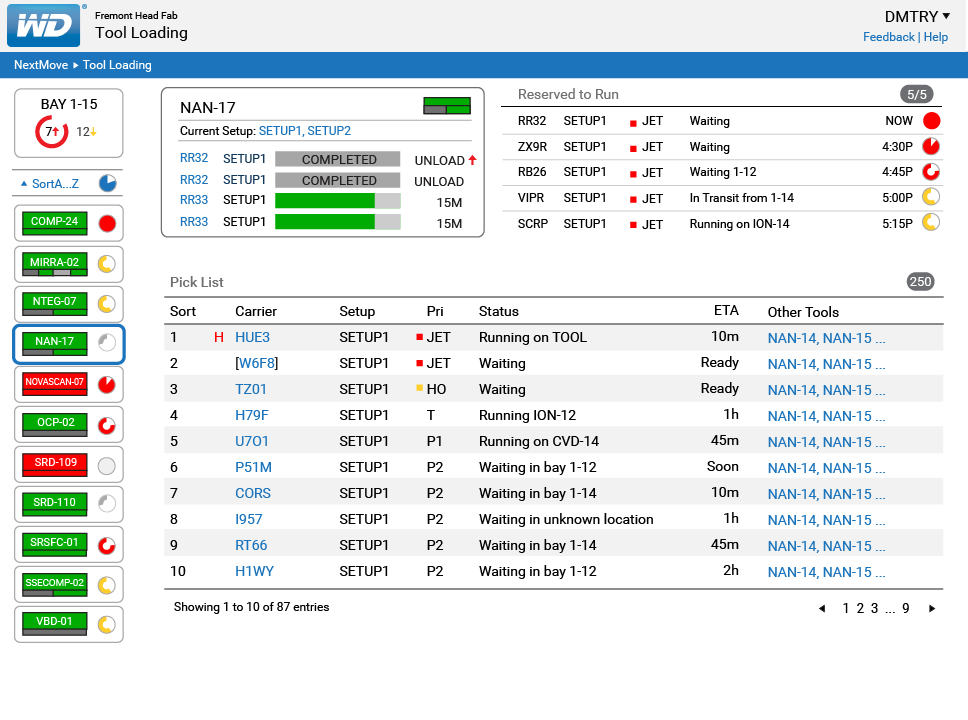 WD
Fremont Head Fab
Tool Loading
DMTRY
Feedback | Help
NextMove Tool Loading
BAY 1-15
7 12
SortA...Z
COMP-24
MIRRA-02
NTEG-07
NAN-17
NOVASCAN-07
OCP-02
SRD-109
SRD-110
SRSFC-01
SSECOMP-02
VBD-01
NAN-17
Current Setup: SETUP1, SETUP2
RR32 SETUP1 COMPLETED UNLOAD
RR32 SETUP1 COMPLETED UNLOAD
RR33 SETUP1 15M
RR33 SETUP1 15M
Reserved to Run 5/5
RR32 SETUP1 JET Waiting NOW
ZX9R SETUP1 JET Waiting 4:30P
RB26 SETUP1 JET Waiting 1-12 4:45P
VIPR SETUP1 JET In Transit from 1-14 5:00P
SCRP SETUP1 JET Running on ION-14 5:15P
Pick List 250
Sort Carrier Setup Pri Status ETA Other Tools
1 H HUE3 SETUP1 JET Running on TOOL 10m NAN-14, NAN-15 ...
2 [W6F8] SETUP1 JET Waiting Ready NAN-14, NAN-15 ...
3 TZ01 SETUP1 HO Waiting Ready NAN-14, NAN-15 ...
4 H79F SETUP1 T Running ION-12 1h NAN-14, NAN-15 ...
5 U7O1 SETUP1 P1 Running on CVD-14 45m NAN-14, NAN-15 ...
6 P51M SETUP1 P2 Waiting in bay 1-12 Soon NAN-14, NAN-15 ...
7 CORS SETUP1 P2 Waiting in bay 1-14 10m NAN-14, NAN-15 ...
8 I957 SETUP1 P2 Waiting in unknown location 1h NAN-14, NAN-15 ...
9 RT66 SETUP1 P2 Waiting in bay 1-14 45m NAN-14, NAN-15 ...
10 H1WY SETUP1 P2 Waiting in bay 1-12 2h NAN-14, NAN-15 ...
Showing 1 to 10 of 87 entries
1 2 3 ... 9